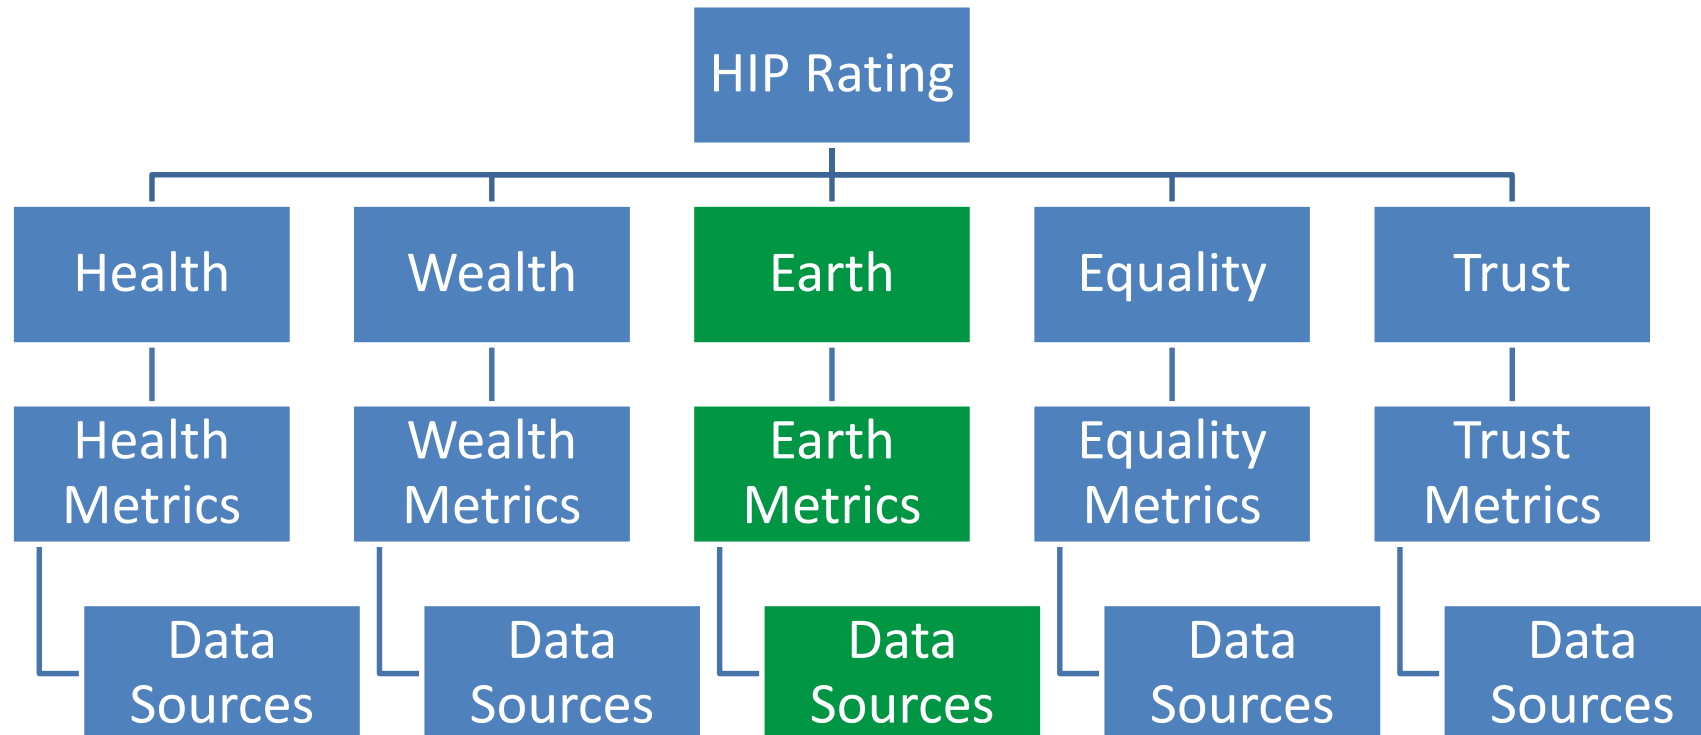 HIP Rating
Health
Wealth
Earth
Equality
Trust
Health
Metrics
Wealth
Metrics
Earth
Metrics
Equality
Metrics
Trust
Metrics
Data
Sources
Data
Sources
Data
Sources
Data
Sources
Data
Sources